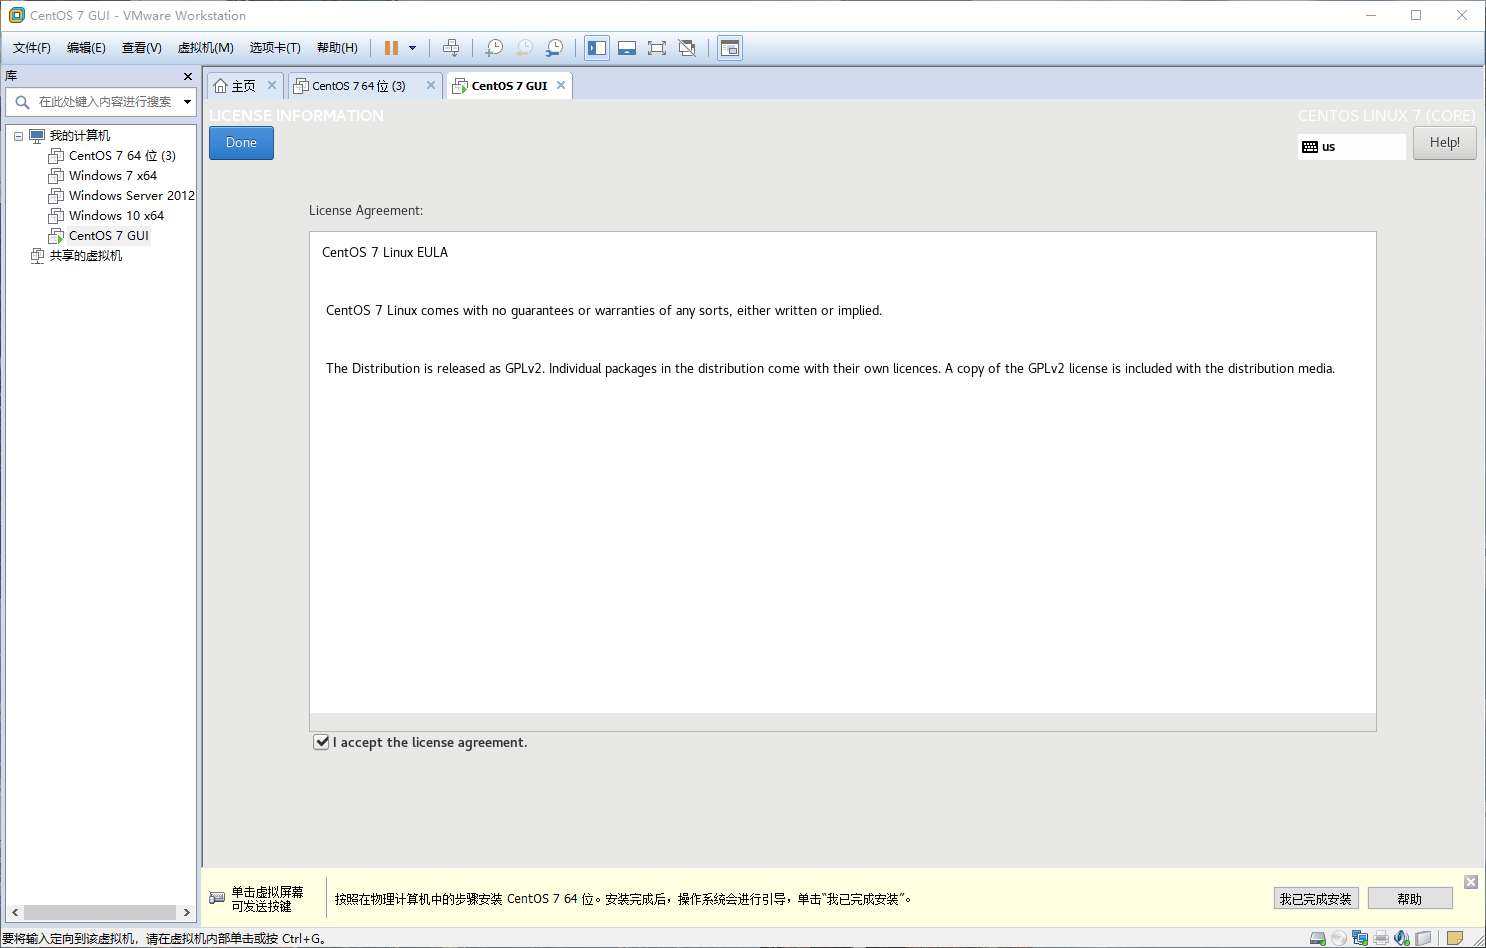 CentOS 7 GUI - VMware Workstation
文件(F) 编辑(E) 查看(V) 虚拟机(M) 选项卡(T) 帮助(H)
库
在此处键入内容进行搜索
我的计算机
CentOS 7 64 位 (3)
Windows 7 x64
Windows Server 2012
Windows 10 x64
CentOS 7 GUI
共享的虚拟机
主页 CentOS 7 64 位 (3) CentOS 7 GUI
LICENSE INFORMATION
CENTOS LINUX 7 (CORE)
Done
us
Help!
License Agreement:
CentOS 7 Linux EULA
CentOS 7 Linux comes with no guarantees or warranties of any sorts, either written or implied.
The Distribution is released as GPLv2. Individual packages in the distribution come with their own licences. A copy of the GPLv2 license is included with the distribution media.
I accept the license agreement.
单击虚拟屏幕
可发送按键
按照在物理计算机中的步骤安装 CentOS 7 64 位。安装完成后，操作系统会进行引导，单击“我已完成安装”。
我已完成安装
帮助
要将输入定向到该虚拟机，请在虚拟机内部单击或按 Ctrl+G。